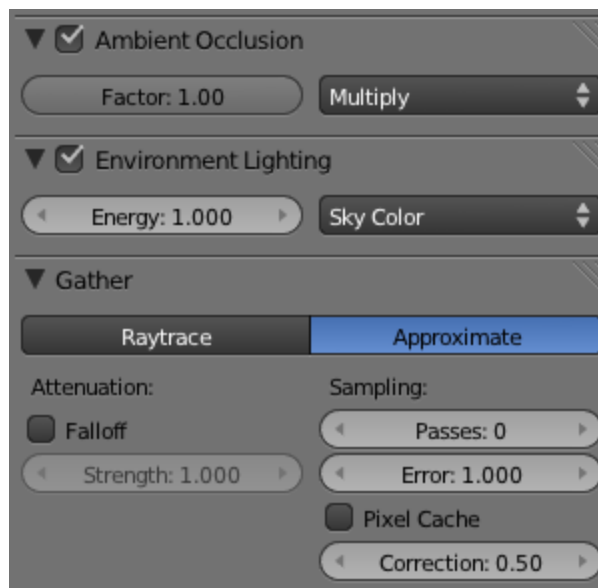 Ambient Occlusion
Factor: 1.00 Multiply
Environment Lighting
Energy: 1.000 Sky Color
Gather
Raytrace Approximate
Attenuation: Sampling:
Falloff Passes: 0
Strength: 1.000 Error: 1.000
Pixel Cache
Correction: 0.50